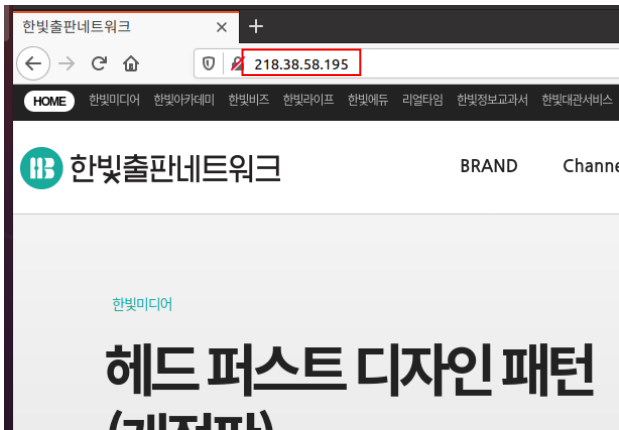 한빛출판네트워크
218.38.58.195
HOME 한빛미디어 한빛아카데미 한빛비즈 한빛라이프 한빛에듀 리얼타임 한빛정보교과서 한빛대관서비스
한빛출판네트워크 BRAND Channe
한빛미디어
헤드 퍼스트 디자인 패턴
(개정판)